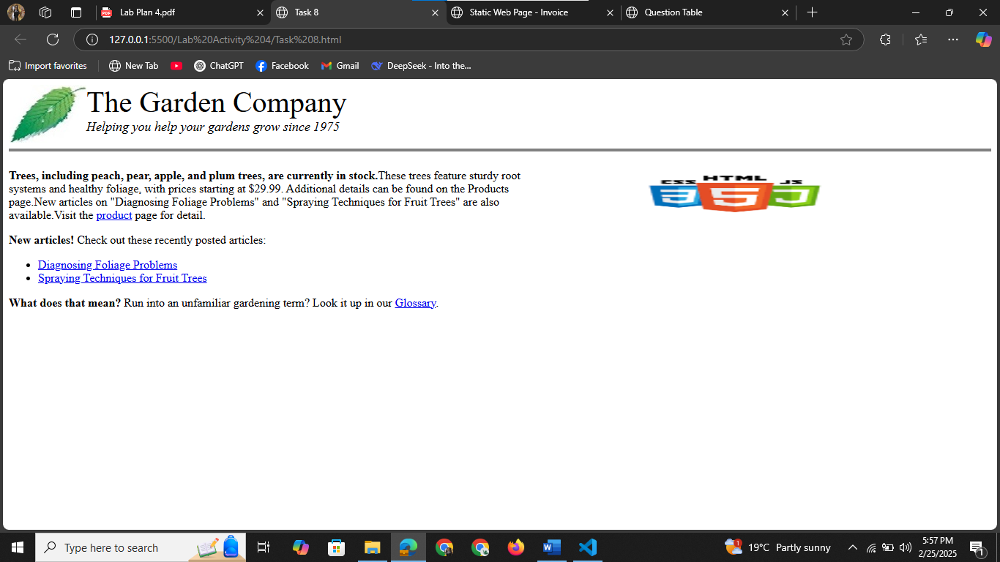 Lab Plan 4.pdf
Task 8
Static Web Page - Invoice
Question Table
127.0.0.1:5500/Lab%20Activity%204/Task%208.html
Import favorites
New Tab
ChatGPT
Facebook
Gmail
DeepSeek - Into the...
The Garden Company
Helping you help your gardens grow since 1975
Trees, including peach, pear, apple, and plum trees, are currently in stock.These trees feature sturdy root
systems and healthy foliage, with prices starting at $29.99. Additional details can be found on the Products
page.New articles on "Diagnosing Foliage Problems" and "Spraying Techniques for Fruit Trees" are also
available.Visit the product page for detail.
CSS HTML JS
3 5
New articles! Check out these recently posted articles:
Diagnosing Foliage Problems
Spraying Techniques for Fruit Trees
What does that mean? Run into an unfamiliar gardening term? Look it up in our Glossary.
Type here to search
19°C Partly sunny
5:57 PM
2/25/2025
1